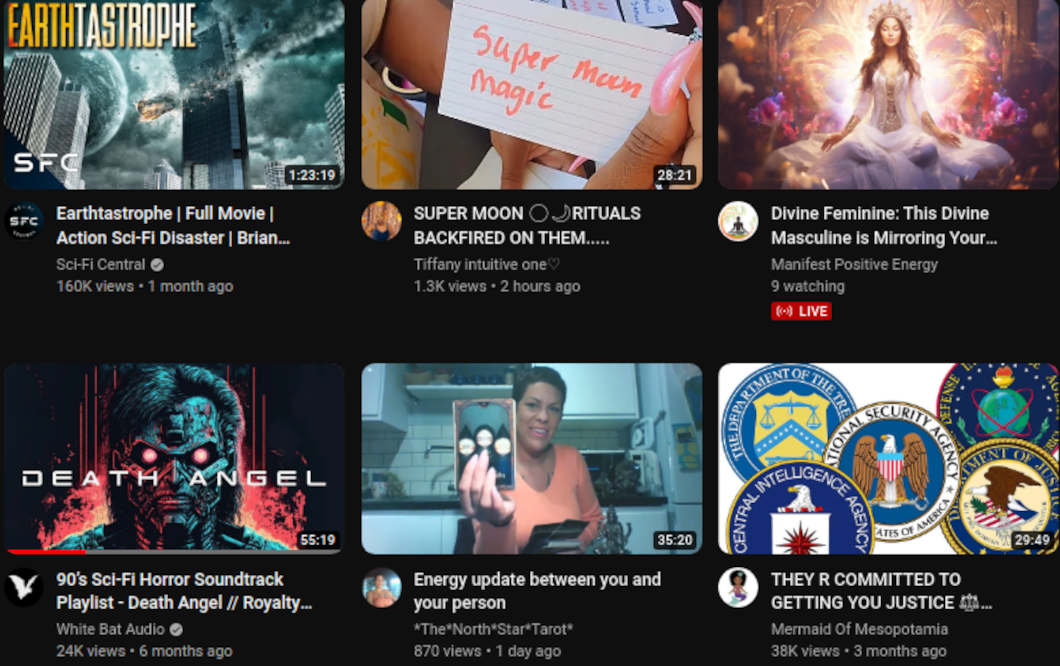 EARTHTASTROPHE
SFC
1:23:19
Super Moon
Magic
28:21
SFC
Earthtastrophe | Full Movie |
Action Sci-Fi Disaster | Brian...
Sci-Fi Central
160K views • 1 month ago
SUPER MOON 🌕🌙RITUALS
BACKFIRED ON THEM.....
Tiffany intuitive one♡
1.3K views • 2 hours ago
Divine Feminine: This Divine
Masculine is Mirroring Your...
Manifest Positive Energy
9 watching
LIVE
DEATH ANGEL
55:19
35:20
THE DEPARTMENT OF THE TRE
NATIONAL SECURITY AGENCY
ATES OF AMERICA
DEFENSE
CENTRAL INTELLIGENCE AGENCY
MENT OF JUS
29:49
90's Sci-Fi Horror Soundtrack
Playlist - Death Angel // Royalty...
White Bat Audio
24K views • 6 months ago
Energy update between you and
your person
*The*North*Star*Tarot*
870 views • 1 day ago
THEY R COMMITTED TO
GETTING YOU JUSTICE ⚖️...
Mermaid Of Mesopotamia
38K views • 3 months ago